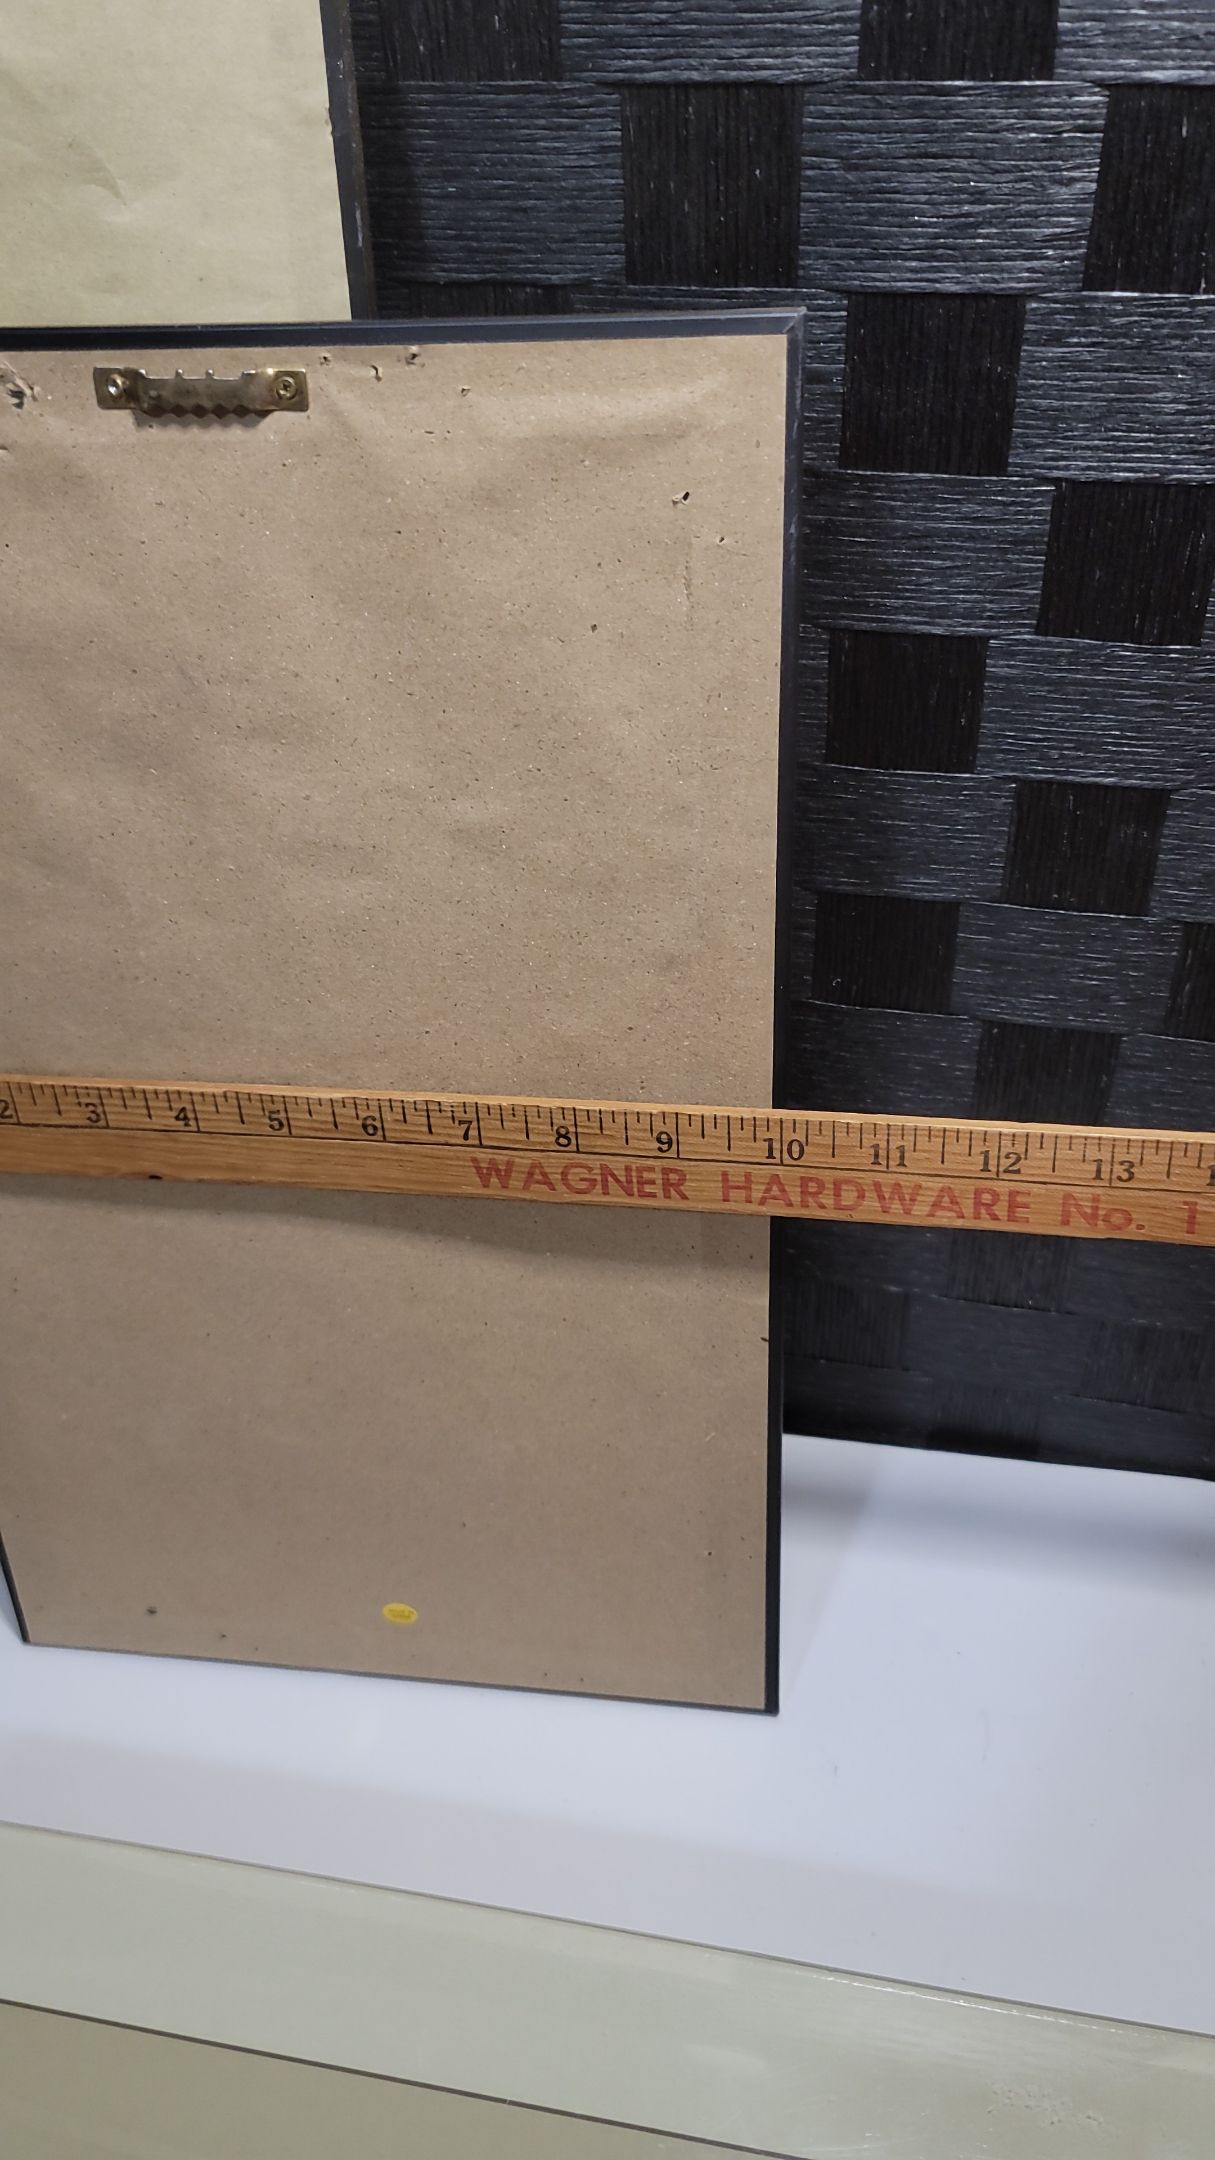 2 3 4 5 6 7 8 9 10 11 12 13
WAGNER HARDWARE No. 1